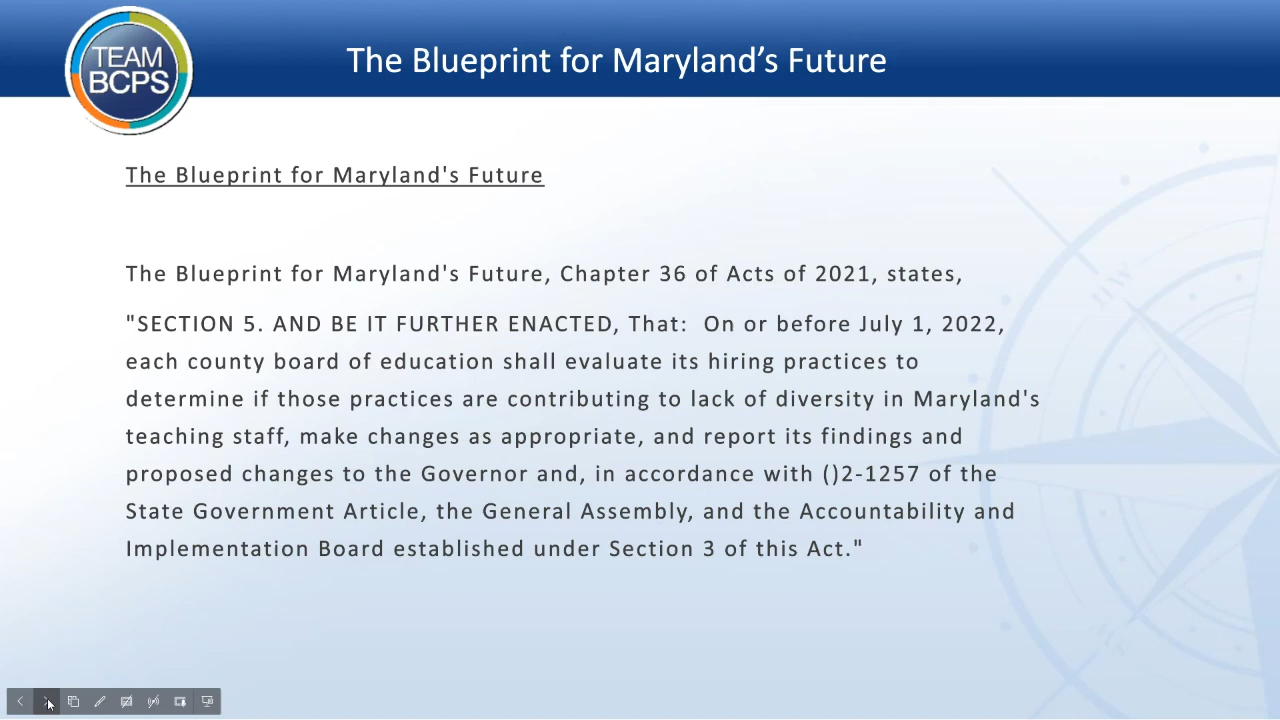 TEAM
BCPS
The Blueprint for Maryland’s Future
The Blueprint for Maryland's Future
The Blueprint for Maryland's Future, Chapter 36 of Acts of 2021, states,
"SECTION 5. AND BE IT FURTHER ENACTED, That:  On or before July 1, 2022,
each county board of education shall evaluate its hiring practices to
determine if those practices are contributing to lack of diversity in Maryland's
teaching staff, make changes as appropriate, and report its findings and
proposed changes to the Governor and, in accordance with ()2-1257 of the
State Government Article, the General Assembly, and the Accountability and
Implementation Board established under Section 3 of this Act."